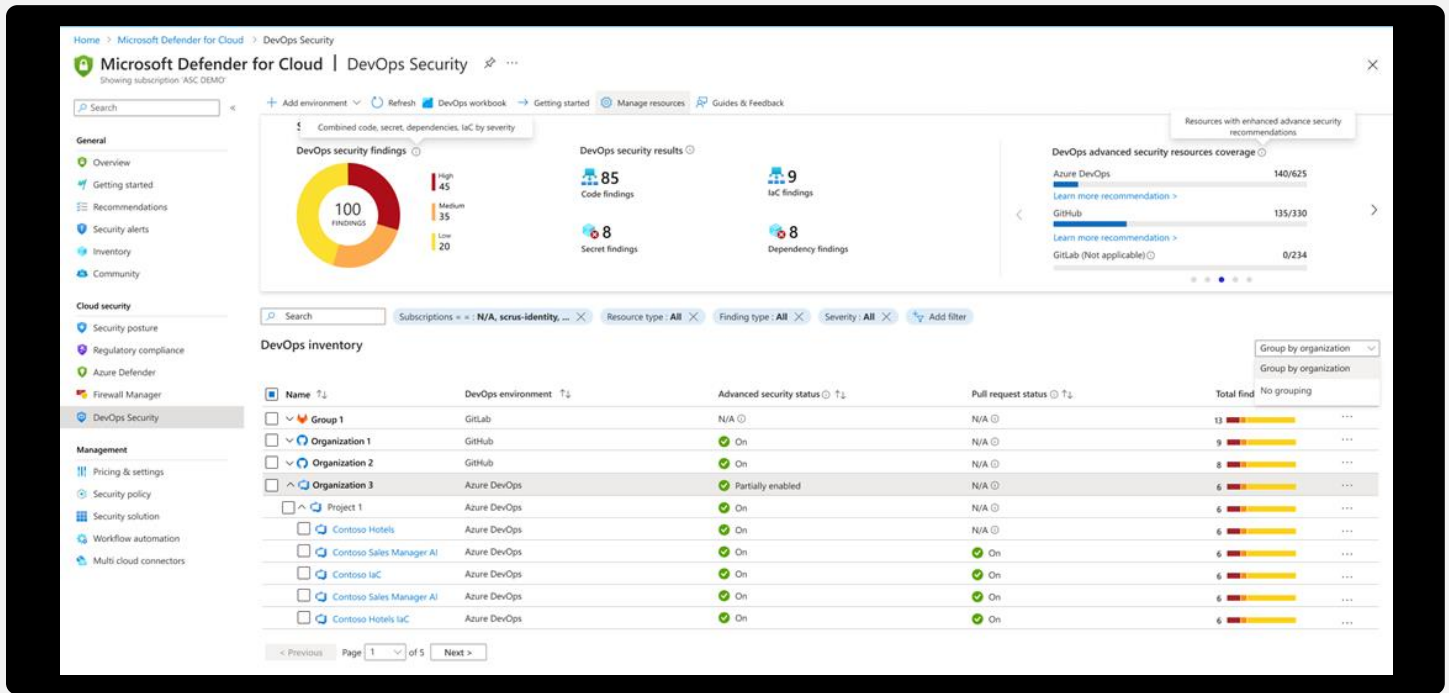 Home > Microsoft Defender for Cloud > DevOps Security
Microsoft Defender for Cloud | DevOps Security
Showing subscription 'ASC DEMO'
Search
General
Overview
Getting started
Recommendations
Security alerts
Inventory
Community
Cloud security
Security posture
Regulatory compliance
Azure Defender
Firewall Manager
DevOps Security
Management
Pricing & settings
Security policy
Security solution
Workflow automation
Multi cloud connectors
Add environment Refresh DevOps workbook Getting started Manage resources Guides & Feedback
Combined code, secret, dependencies, IaC by severity
DevOps security findings
100
FINDINGS
High
45
Medium
35
Low
20
DevOps security results
85
Code findings
9
IaC findings
8
Secret findings
8
Dependency findings
Resources with enhanced advance security
recommendations
DevOps advanced security resources coverage
Azure DevOps 140/625
Learn more recommendation >
GitHub 135/330
Learn more recommendation >
GitLab (Not applicable) 0/234
Search Subscriptions = = : N/A, scrus-identity, ... Resource type : All Finding type : All Severity : All Add filter
DevOps inventory
Group by organization
Group by organization
No grouping
Name DevOps environment Advanced security status Pull request status Total find
Group 1 GitLab N/A N/A 13
Organization 1 GitHub On N/A 9
Organization 2 GitHub On N/A 8
Organization 3 Azure DevOps Partially enabled N/A 6
Project 1 Azure DevOps On N/A 6
Contoso Hotels Azure DevOps On N/A 6
Contoso Sales Manager AI Azure DevOps On On 6
Contoso IaC Azure DevOps On On 6
Contoso Sales Manager AI Azure DevOps On On 6
Contoso Hotels IaC Azure DevOps On On 6
< Previous Page 1 of 5 Next >